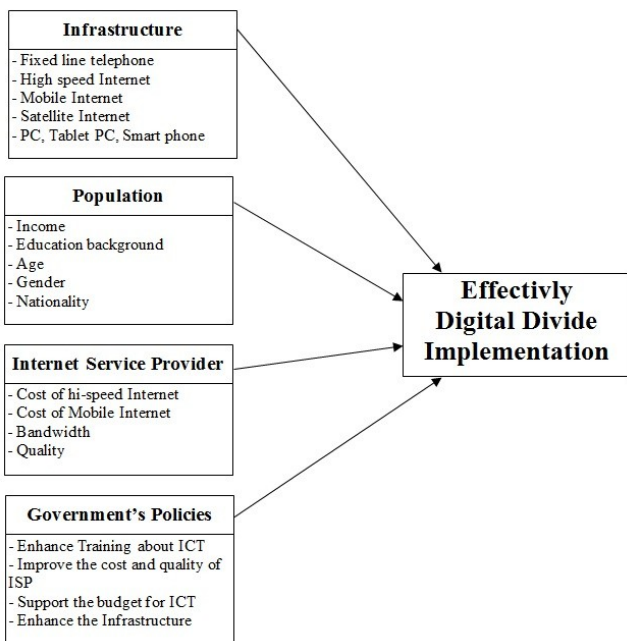 Infrastructure
- Fixed line telephone
- High speed Internet
- Mobile Internet
- Satellite Internet
- PC, Tablet PC, Smart phone
Population
- Income
- Education background
- Age
- Gender
- Nationality
Effectivly
Digital Divide
Implementation
Internet Service Provider
- Cost of hi-speed Internet
- Cost of Mobile Internet
- Bandwidth
- Quality
Government's Policies
- Enhance Training about ICT
- Improve the cost and quality of
ISP
- Support the budget for ICT
- Enhance the Infrastructure